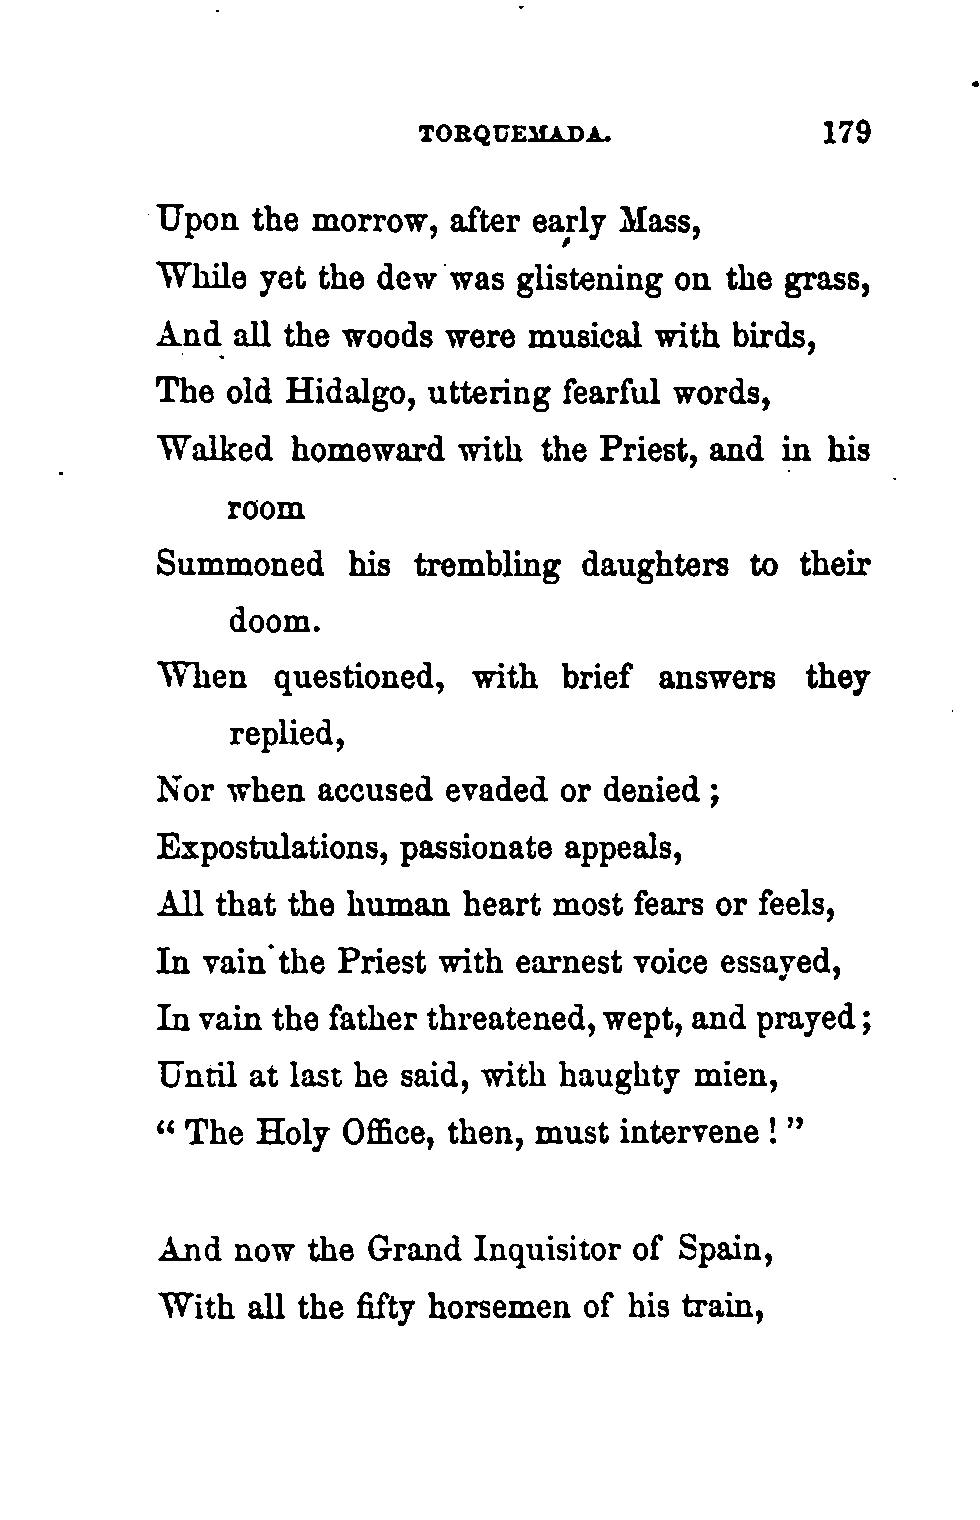 TORQUEMADA. 179
Upon the morrow, after early Mass,
While yet the dew was glistening on the grass,
And all the woods were musical with birds,
The old Hidalgo, uttering fearful words,
Walked homeward with the Priest, and in his
room
Summoned his trembling daughters to their
doom.
When questioned, with brief answers they
replied,
Nor when accused evaded or denied ;
Expostulations, passionate appeals,
All that the human heart most fears or feels,
In vain the Priest with earnest voice essayed,
In vain the father threatened, wept, and prayed ;
Until at last he said, with haughty mien,
“ The Holy Office, then, must intervene ! ”
And now the Grand Inquisitor of Spain,
With all the fifty horsemen of his train,